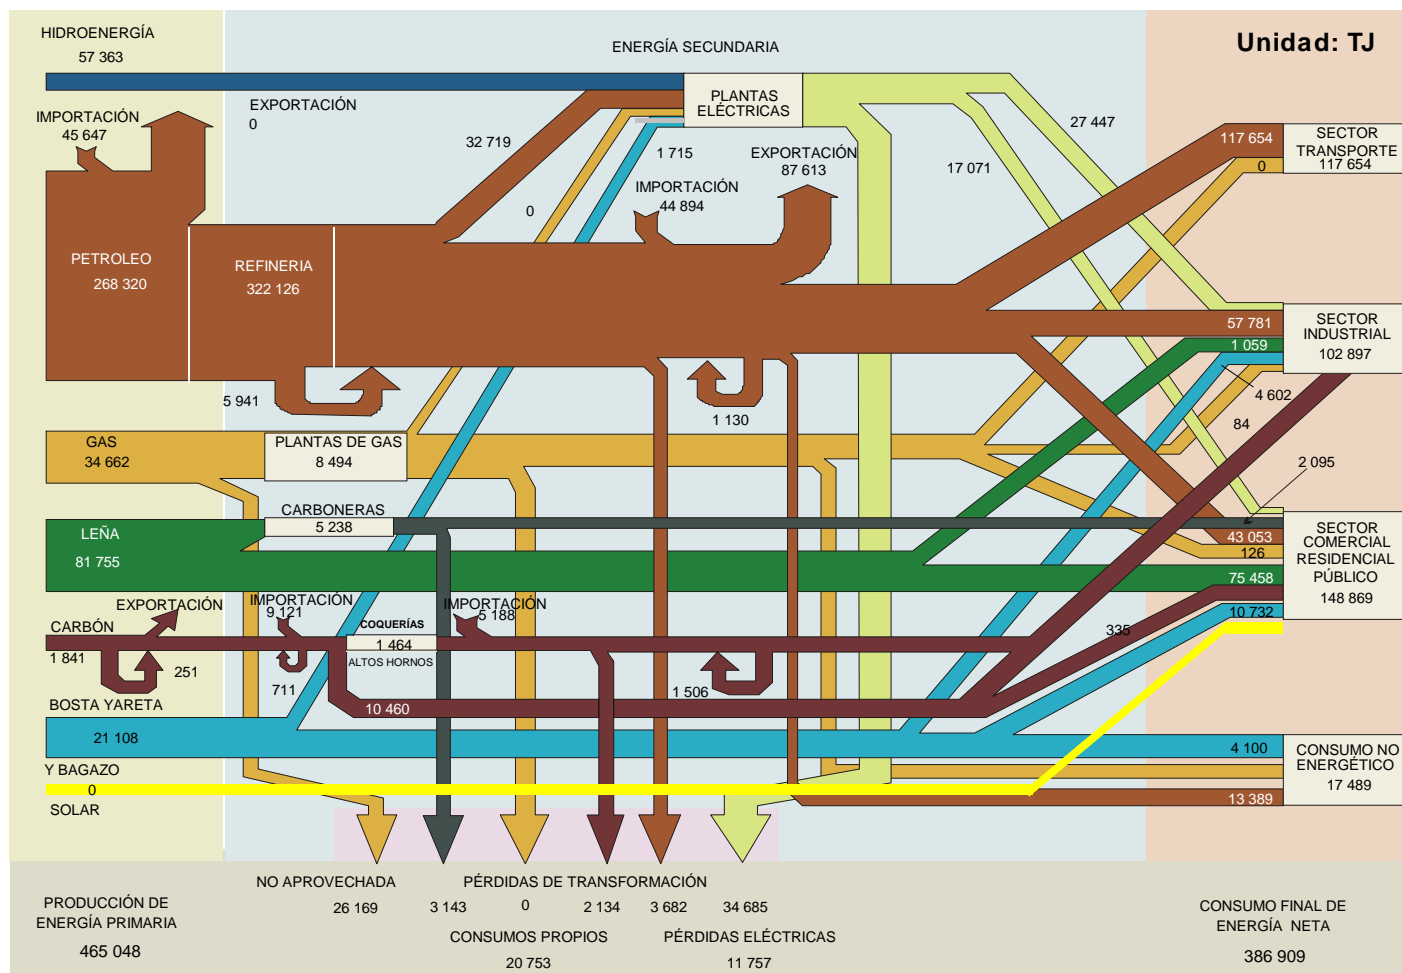 HIDROENERGÍA
57 363
ENERGÍA SECUNDARIA
Unidad: TJ
EXPORTACIÓN
0
PLANTAS
ELÉCTRICAS
IMPORTACIÓN
45 647
32 719
1 715
27 447
17 071
EXPORTACIÓN
87 613
IMPORTACIÓN
44 894
0
117 654
0
SECTOR
TRANSPORTE
117 654
PETROLEO
268 320
REFINERIA
322 126
57 781
1 059
SECTOR
INDUSTRIAL
102 897
5 941
1 130
4 602
84
GAS
34 662
PLANTAS DE GAS
8 494
2 095
CARBONERAS
5 238
LEÑA
81 755
43 053
126
75 458
10 732
SECTOR
COMERCIAL
RESIDENCIAL
PÚBLICO
148 869
EXPORTACIÓN
IMPORTACIÓN
9 121
IMPORTACIÓN
5 188
CARBÓN
1 841
251
COQUERÍAS
1 464
ALTOS HORNOS
335
711
1 506
10 460
BOSTA YARETA
21 108
Y BAGAZO
0
SOLAR
4 100
13 389
CONSUMO NO
ENERGÉTICO
17 489
NO APROVECHADA
26 169
3 143
PÉRDIDAS DE TRANSFORMACIÓN
0
2 134
3 682
34 685
CONSUMOS PROPIOS
20 753
PÉRDIDAS ELÉCTRICAS
11 757
PRODUCCIÓN DE
ENERGÍA PRIMARIA
465 048
CONSUMO FINAL DE
ENERGÍA NETA
386 909